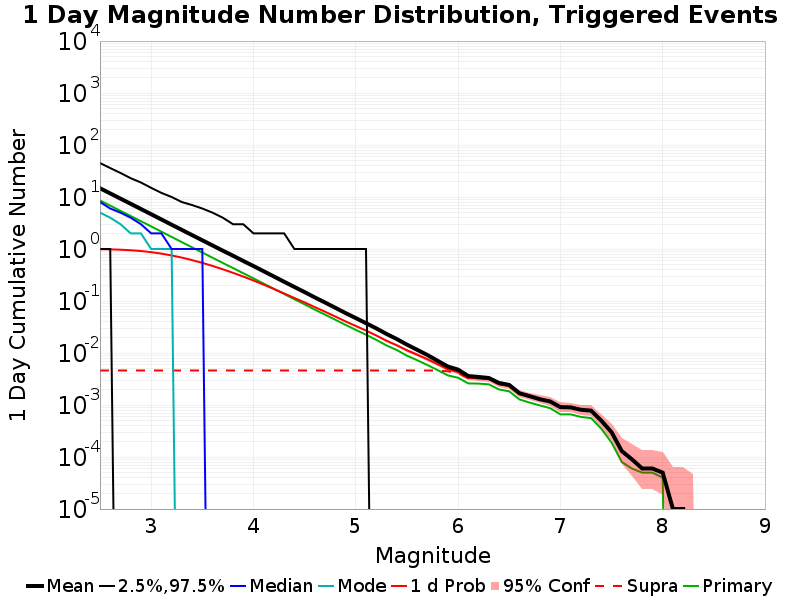 1 Day Magnitude Number Distribution, Triggered Events
1 Day Cumulative Number
10^4
10^3
10^2
10^1
10^0
10^-1
10^-2
10^-3
10^-4
10^-5
3 4 5 6 7 8 9
Magnitude
Mean 2.5%,97.5% Median Mode 1 d Prob 95% Conf Supra Primary